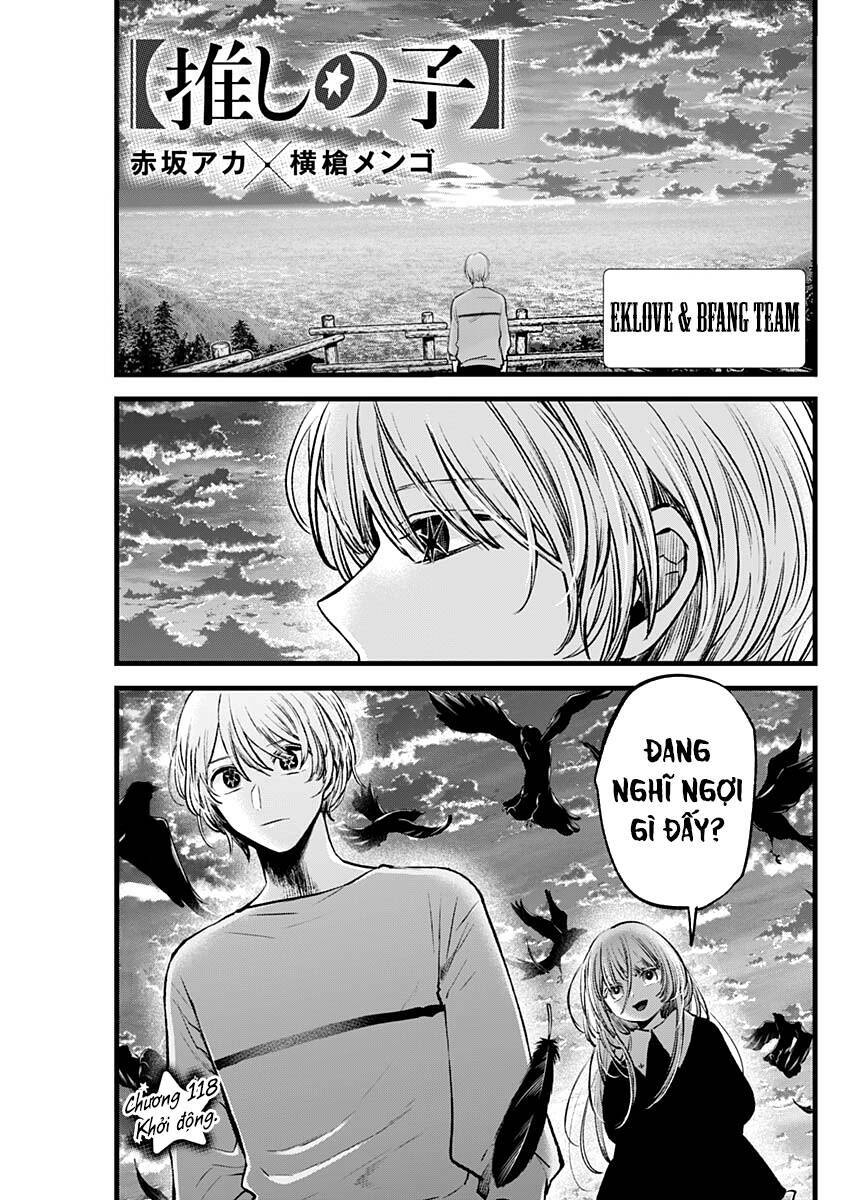 【推しの子】
赤坂アカ×横槍メンゴ
EKLOVE & BFANG TEAM
ĐANG
NGHĨ NGỢI
GÌ ĐẤY?
Chương 118
Khởi động.